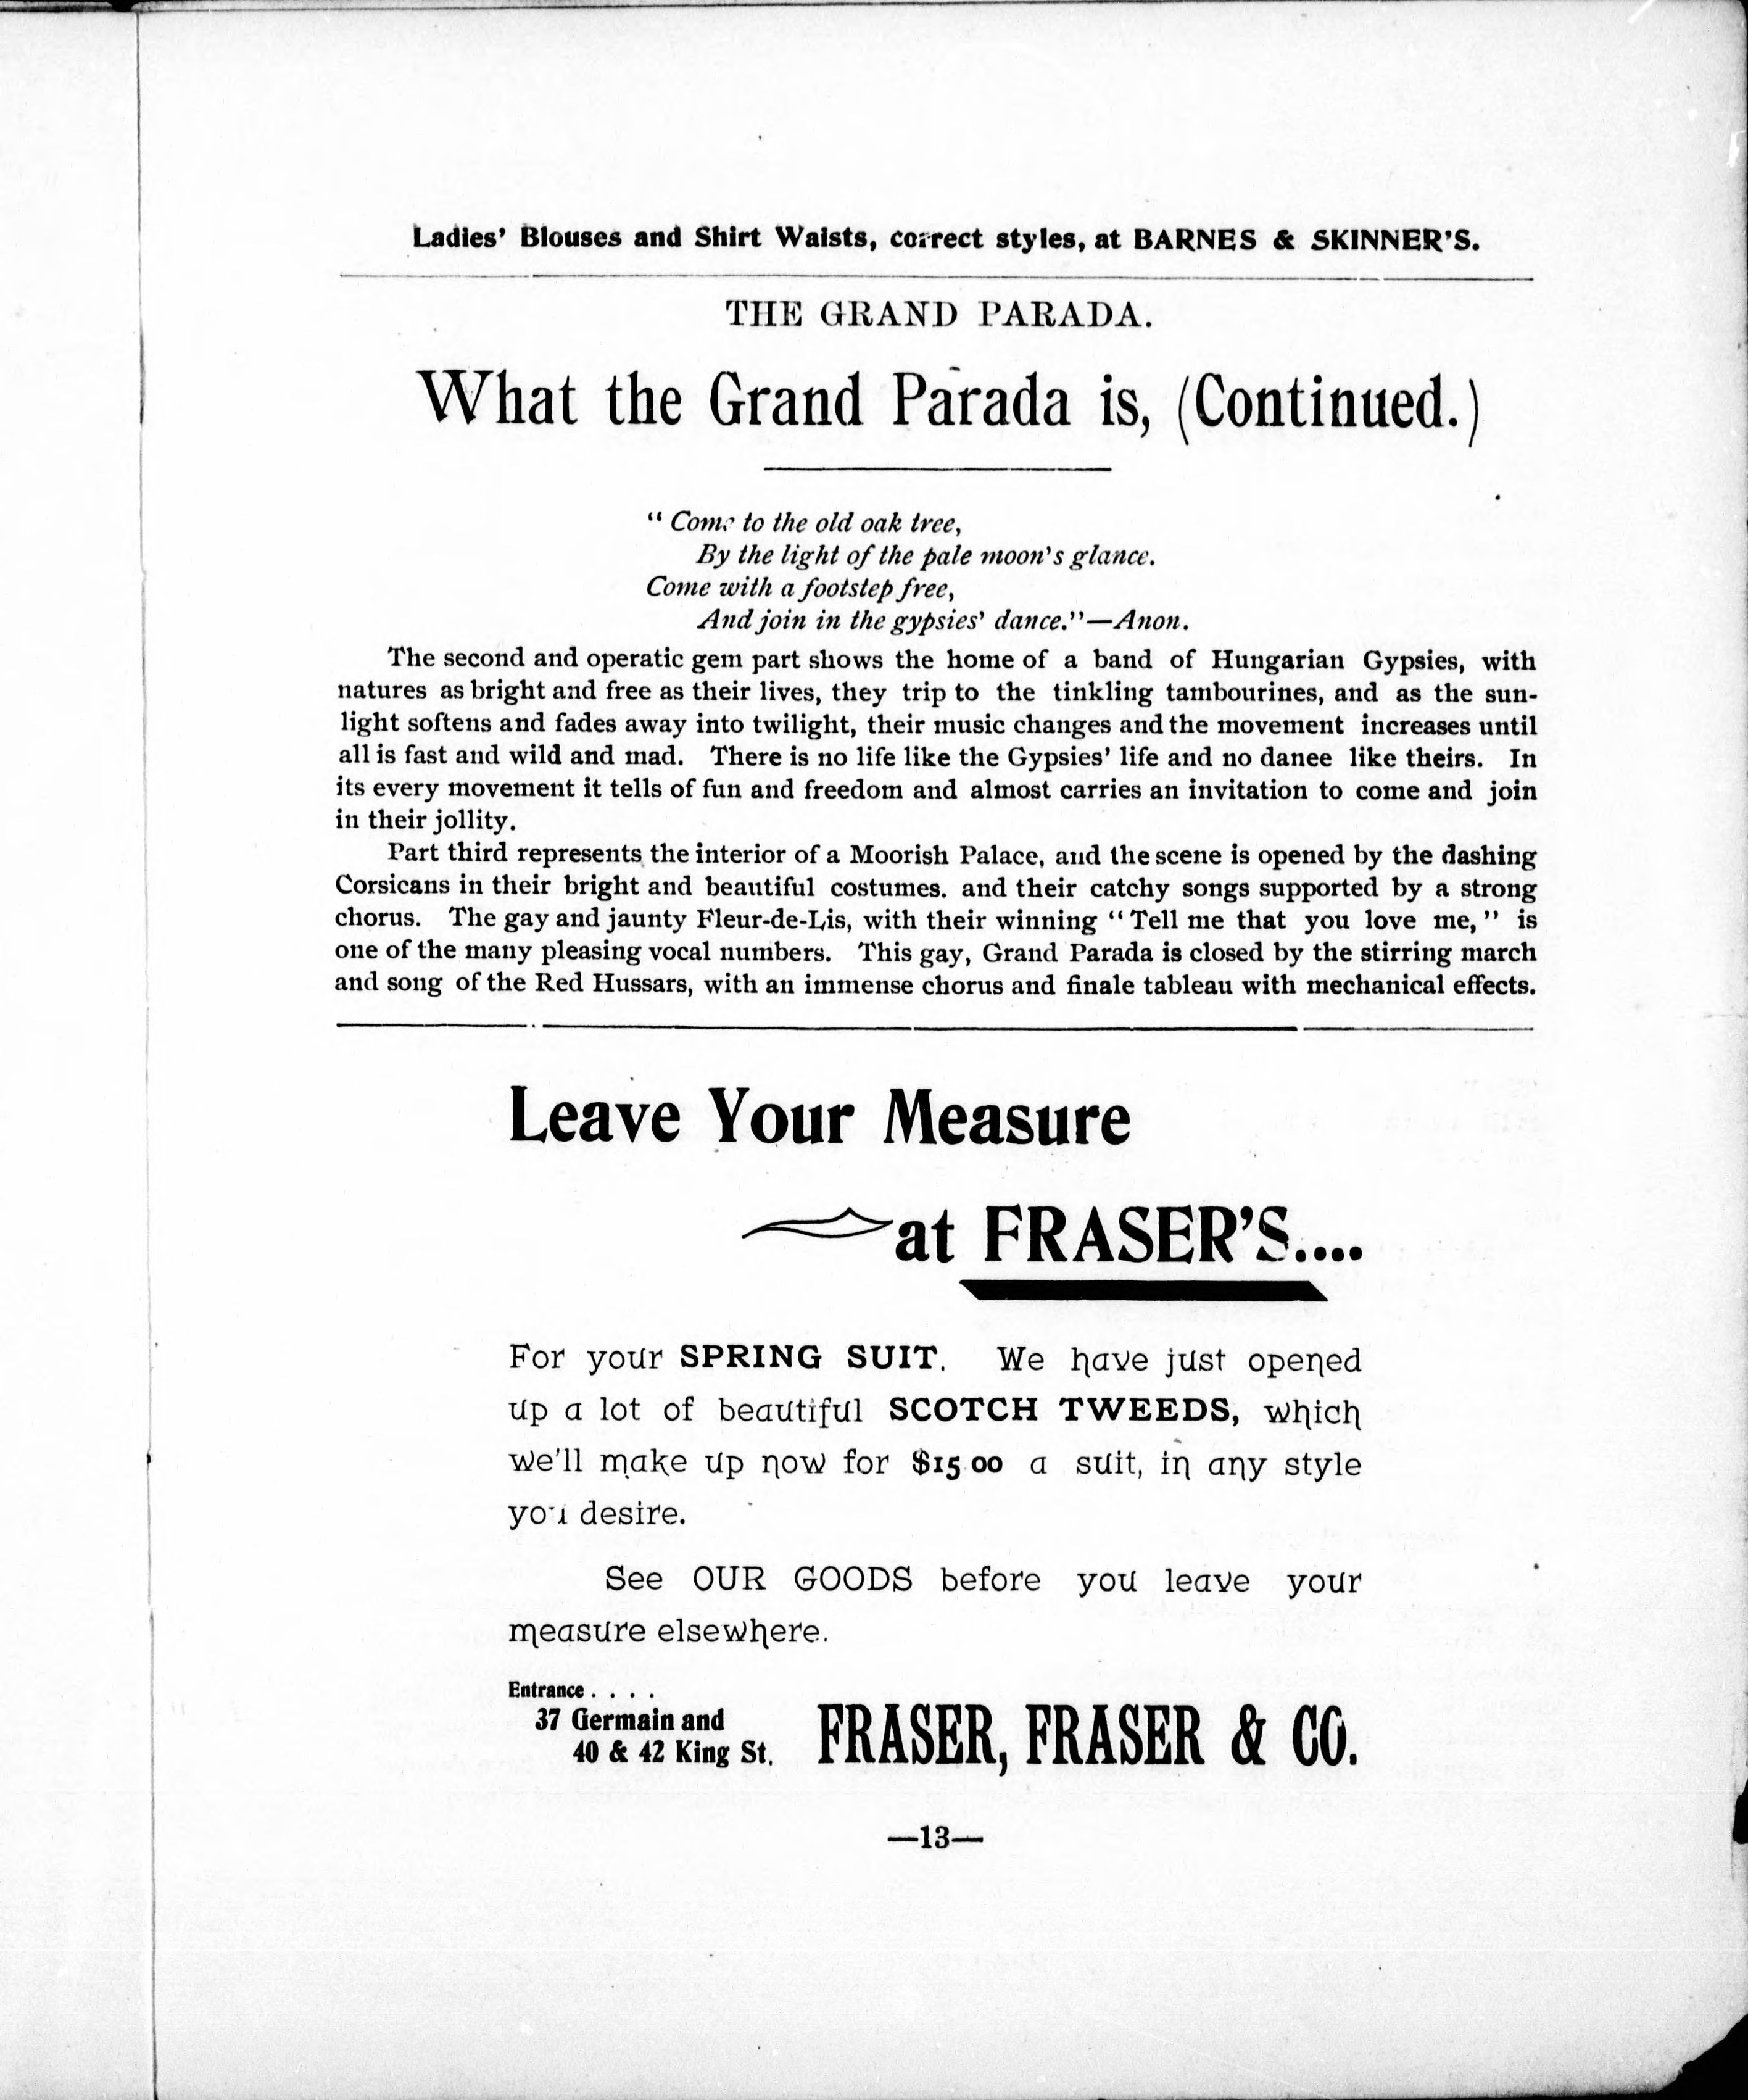 Ladies' Blouses and Shirt Waists, correct styles, at BARNES & SKINNER'S.
THE GRAND PARADA.
What the Grand Parada is, (Continued.)
" Come to the old oak tree,
By the light of the pale moon's glance.
Come with a footstep free,
And join in the gypsies' dance."—Anon.
The second and operatic gem part shows the home of a band of Hungarian Gypsies, with
natures as bright and free as their lives, they trip to the tinkling tambourines, and as the sun-
light softens and fades away into twilight, their music changes and the movement increases until
all is fast and wild and mad. There is no life like the Gypsies' life and no danee like theirs. In
its every movement it tells of fun and freedom and almost carries an invitation to come and join
in their jollity.
Part third represents the interior of a Moorish Palace, and the scene is opened by the dashing
Corsicans in their bright and beautiful costumes. and their catchy songs supported by a strong
chorus. The gay and jaunty Fleur-de-Lis, with their winning "Tell me that you love me," is
one of the many pleasing vocal numbers. This gay, Grand Parada is closed by the stirring march
and song of the Red Hussars, with an immense chorus and finale tableau with mechanical effects.
Leave Your Measure
at FRASER'S....
For your SPRING SUIT. We have just opened
up a lot of beautiful SCOTCH TWEEDS, which
we'll make up now for $15 00 a suit, in any style
you desire.
See OUR GOODS before you leave your
measure elsewhere.
Entrance . . . .
37 Germain and
40 & 42 King St.
FRASER, FRASER & CO.
—13—